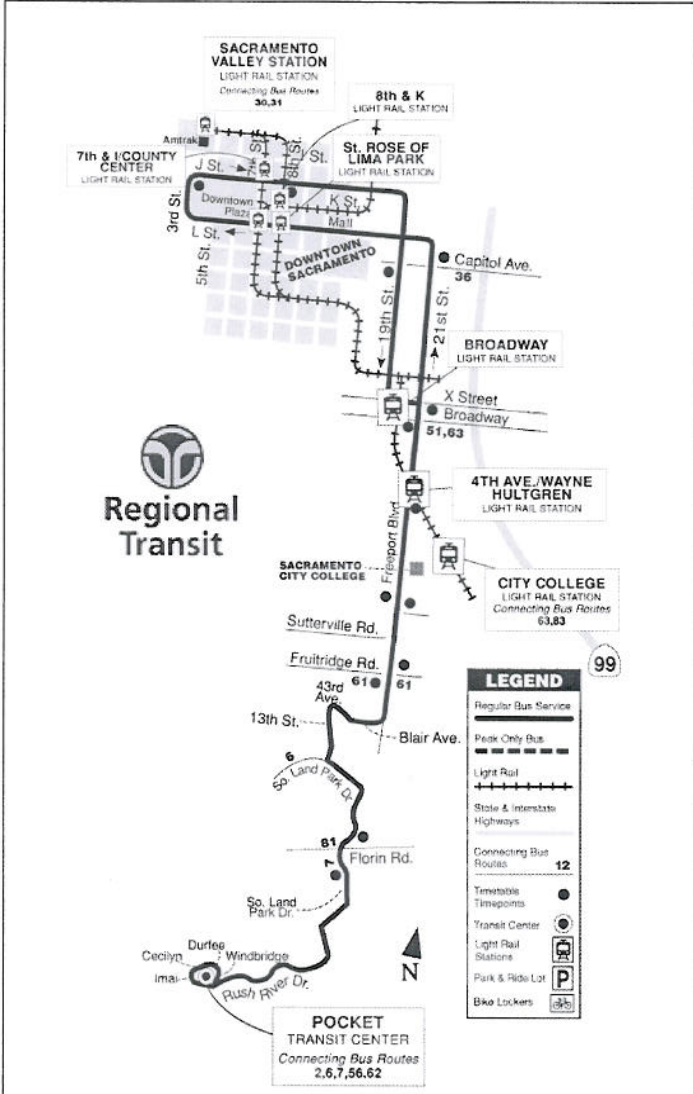 SACRAMENTO
VALLEY STATION
LIGHT RAIL STATION
Connecting Bus Routes
30,31
8th & K
LIGHT RAIL STATION
Amtrak
7th St.
8th St.
I St.
7th & I/COUNTY
CENTER
LIGHT RAIL STATION
St. ROSE OF
LIMA PARK
LIGHT RAIL STATION
J St.
3rd St.
Downtown
Plaza
K St.
Mall
L St.
5th St.
DOWNTOWN
SACRAMENTO
Capitol Ave.
36
19th St.
21st St.
BROADWAY
LIGHT RAIL STATION
X Street
Broadway
51,63
Regional
Transit
4TH AVE./WAYNE
HULTGREN
LIGHT RAIL STATION
Freeport Blvd
SACRAMENTO
CITY COLLEGE
CITY COLLEGE
LIGHT RAIL STATION
Connecting Bus Routes
63,83
Sutterville Rd.
Fruitridge Rd.
61
61
99
43rd
Ave.
13th St.
Blair Ave.
6
So. Land Park Dr.
81
Florin Rd.
7
So. Land
Park Dr.
Durfee
Cecilyn
Windbridge
Imai
Rush River Dr.
N
POCKET
TRANSIT CENTER
Connecting Bus Routes
2,6,7,56,62
LEGEND
Regular Bus Service
Peak Only Bus
Light Rail
State & Interstate
Highways
Connecting Bus
Routes 12
Timetable
Timepoints
Transit Center
Light Rail
Stations
Park & Ride Lot P
Bike Lockers